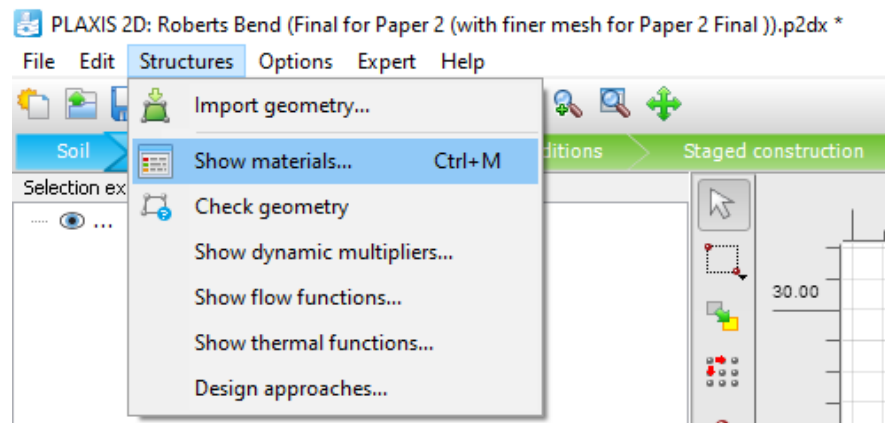 PLAXIS 2D: Roberts Bend (Final for Paper 2 (with finer mesh for Paper 2 Final )).p2dx *
File Edit Structures Options Expert Help
Import geometry...
Soil
Show materials... Ctrl+M
ditions
Staged construction
Selection ex
...
Check geometry
Show dynamic multipliers...
Show flow functions...
30.00
Show thermal functions...
Design approaches...